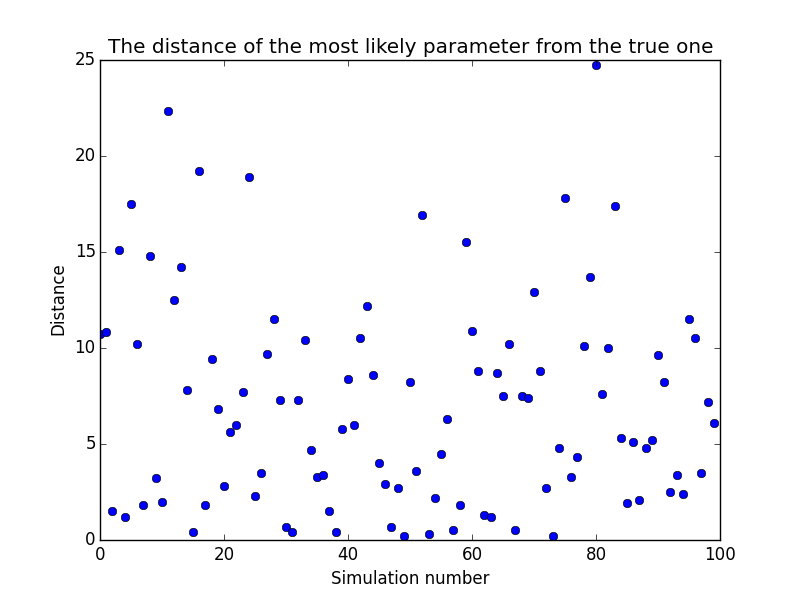 The distance of the most likely parameter from the true one
25
20
15
10
5
0
Distance
0 20 40 60 80 100
Simulation number